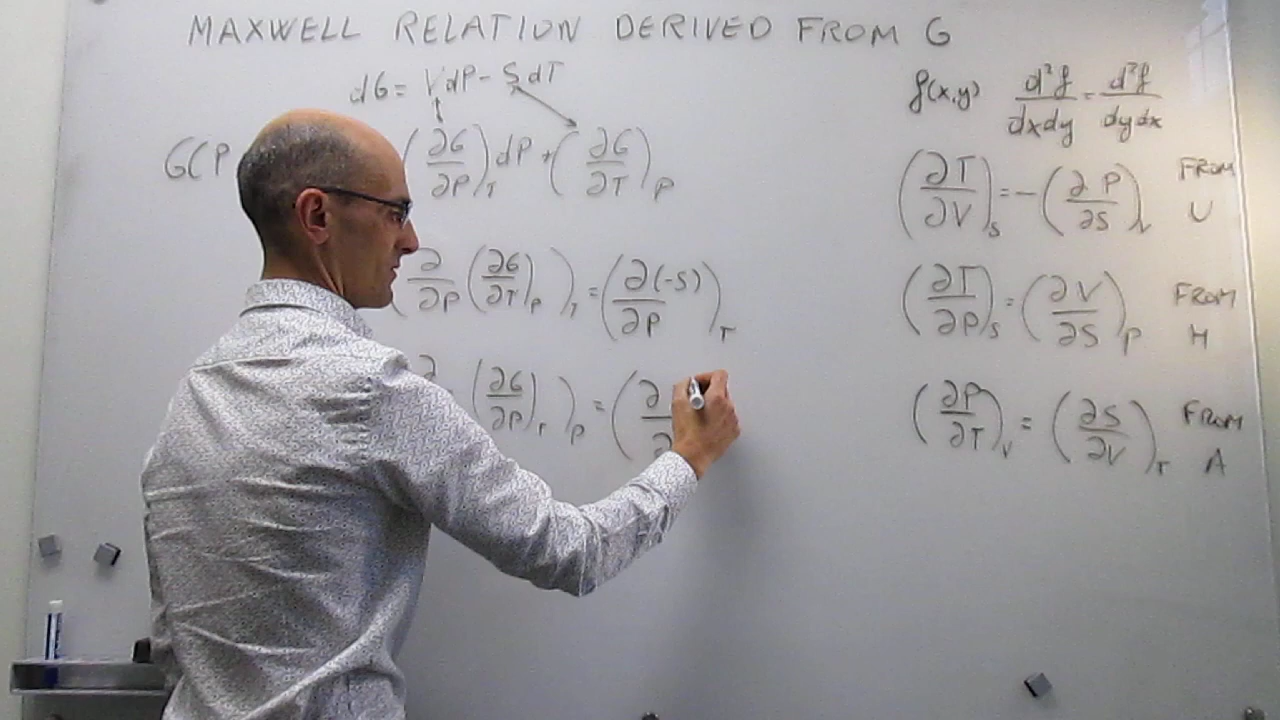 MAXWELL RELATION DERIVED FROM G
dG = VdP - SdT
G(P (∂G/∂P)_T dP + (∂G/∂T)_P
∂/∂P (∂G/∂T)_P )_T = (∂(-S)/∂P)_T
∂ (∂G/∂P)_T )_P = (∂ ∂
f(x,y) d²f/dxdy = d²f/dydx
(∂T/∂V)_S = -(∂P/∂S)_V FROM U
(∂T/∂P)_S = (∂V/∂S)_P FROM H
(∂P/∂T)_V = (∂S/∂V)_T FROM A